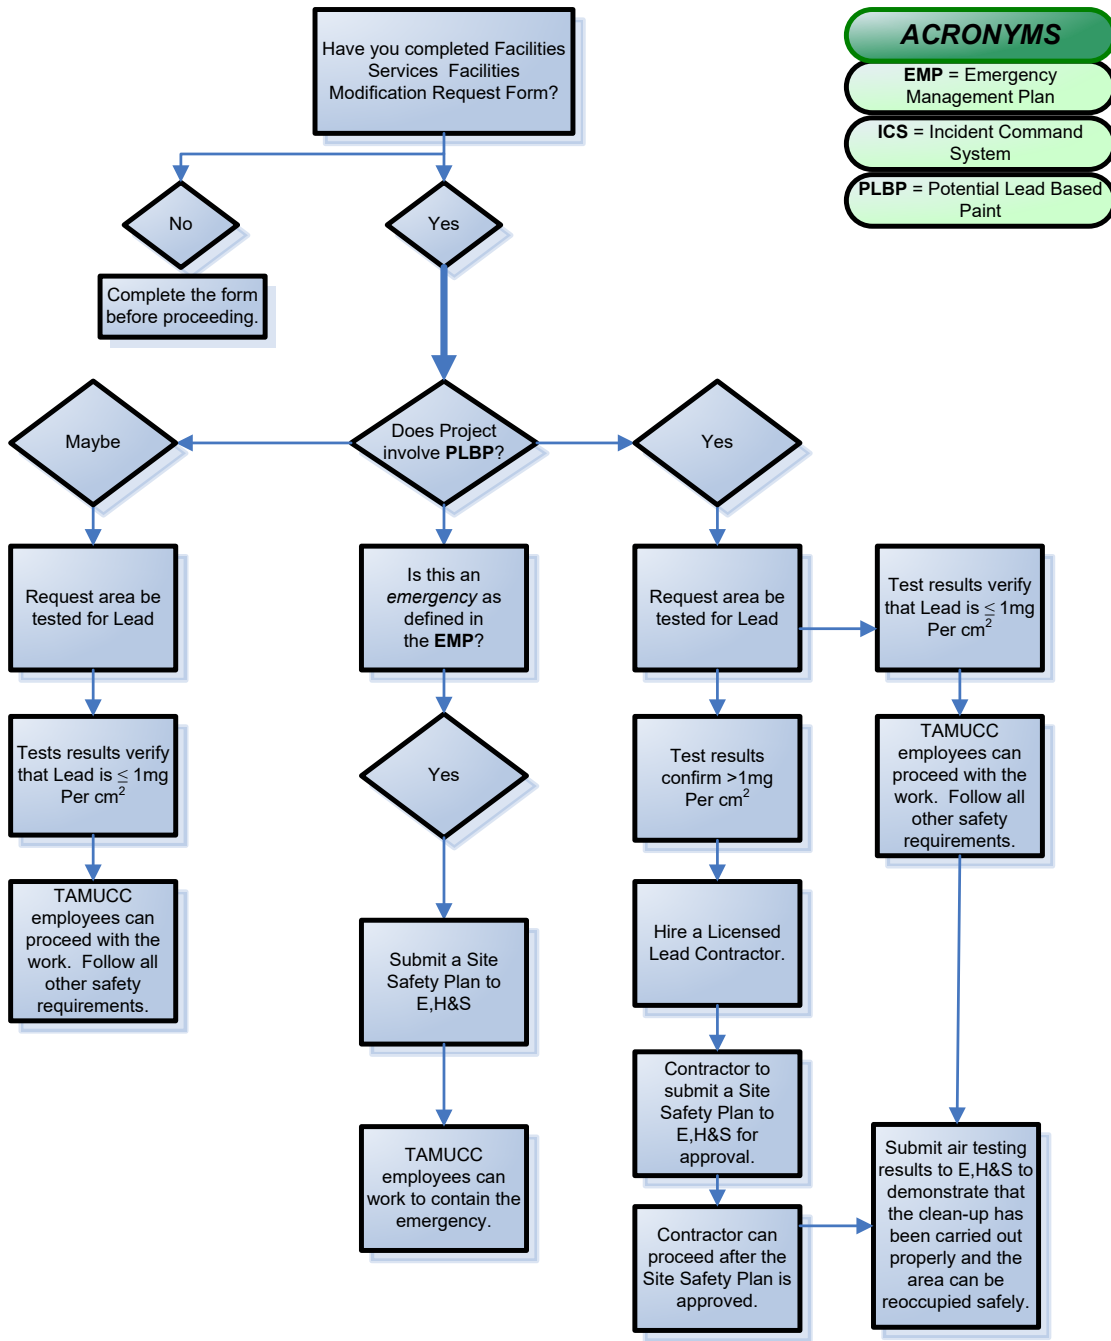 Have you completed Facilities
Services Facilities
Modification Request Form?
ACRONYMS
EMP = Emergency
Management Plan
ICS = Incident Command
System
PLBP = Potential Lead Based
Paint
No
Yes
Complete the form
before proceeding.
Maybe
Does Project
involve PLBP?
Yes
Request area be
tested for Lead
Is this an
emergency as
defined in
the EMP?
Request area be
tested for Lead
Test results verify
that Lead is ≤ 1mg
Per cm²
Tests results verify
that Lead is ≤ 1mg
Per cm²
Yes
Test results
confirm >1mg
Per cm²
TAMUCC
employees can
proceed with the
work. Follow all
other safety
requirements.
TAMUCC
employees can
proceed with the
work. Follow all
other safety
requirements.
Submit a Site
Safety Plan to
E,H&S
Hire a Licensed
Lead Contractor.
Contractor to
submit a Site
Safety Plan to
E,H&S for
approval.
TAMUCC
employees can
work to contain the
emergency.
Submit air testing
results to E,H&S to
demonstrate that
the clean-up has
been carried out
properly and the
area can be
reoccupied safely.
Contractor can
proceed after the
Site Safety Plan is
approved.